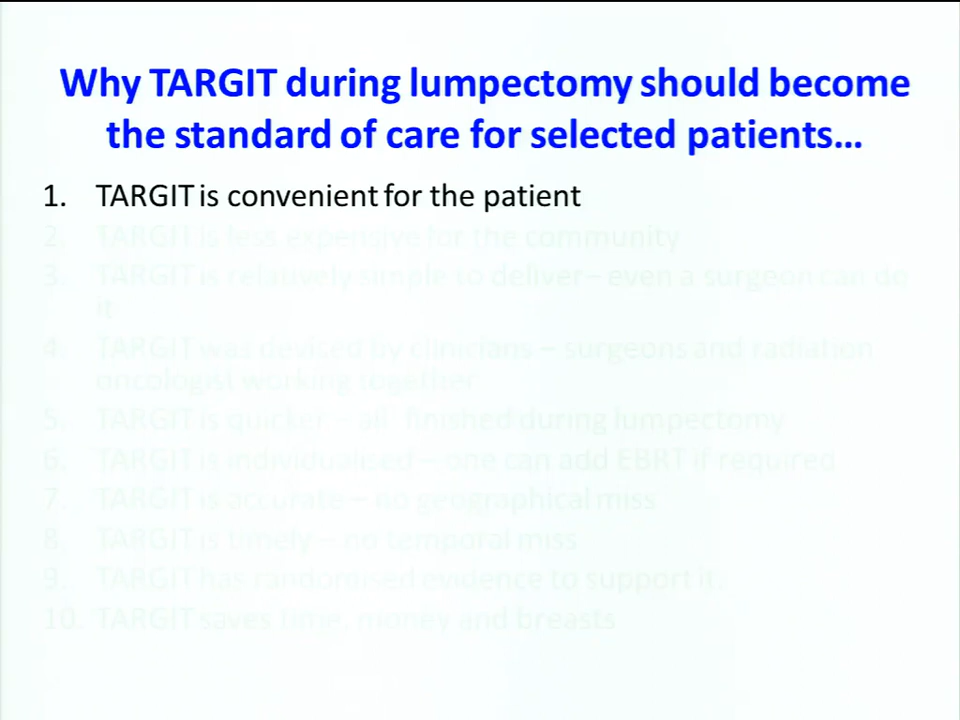 Why TARGIT during lumpectomy should become
the standard of care for selected patients...
1. TARGIT is convenient for the patient
2. TARGIT is less expensive for the community
3. TARGIT is relatively simple to deliver – even a surgeon can do
it
4. TARGIT was devised by clinicians – surgeons and radiation
oncologist working together
5. TARGIT is quicker – all finished during lumpectomy
6. TARGIT is individualised – one can add EBRT if required
7. TARGIT is accurate – no geographical miss
8. TARGIT is timely – no temporal miss
9. TARGIT has randomised evidence to support it.
10. TARGIT saves time, money and breasts